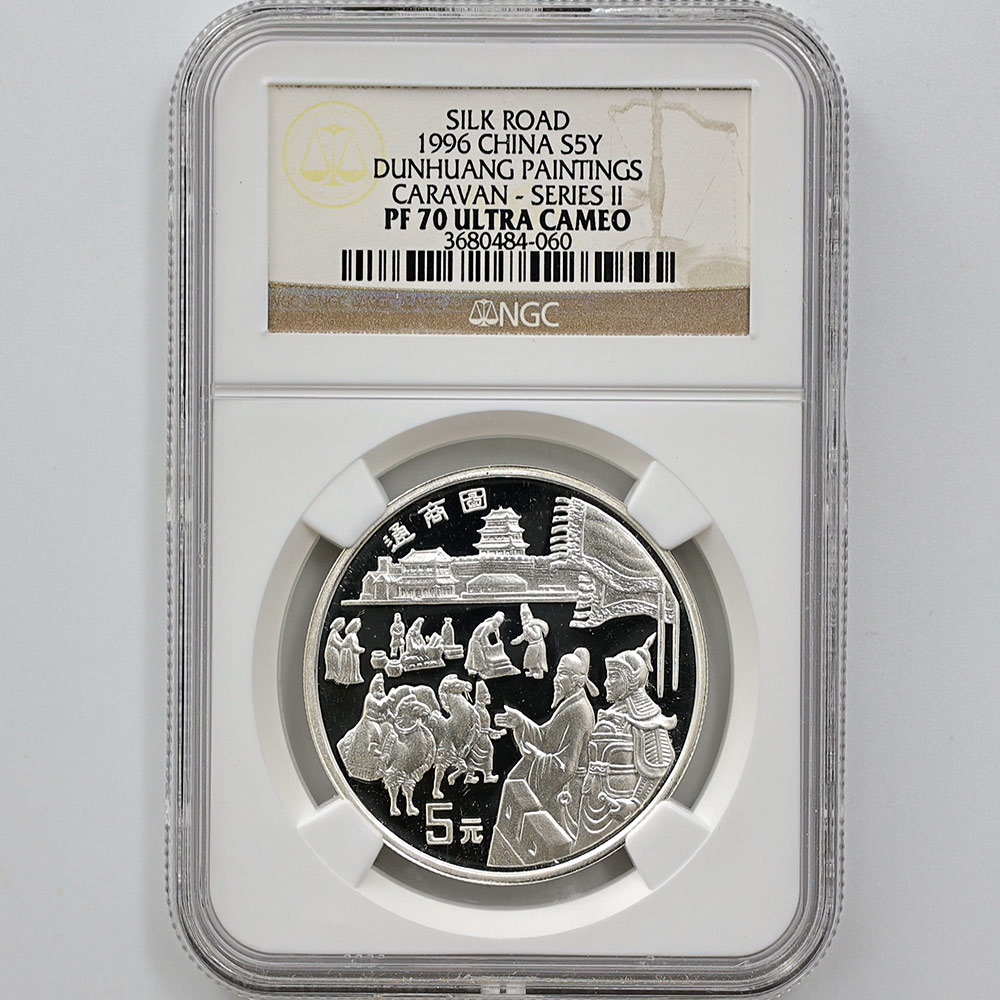 SILK ROAD
1996 CHINA S5Y
DUNHUANG PAINTINGS
CARAVAN - SERIES II
PF 70 ULTRA CAMEO
3680484-060
NGC
通商圖
5元